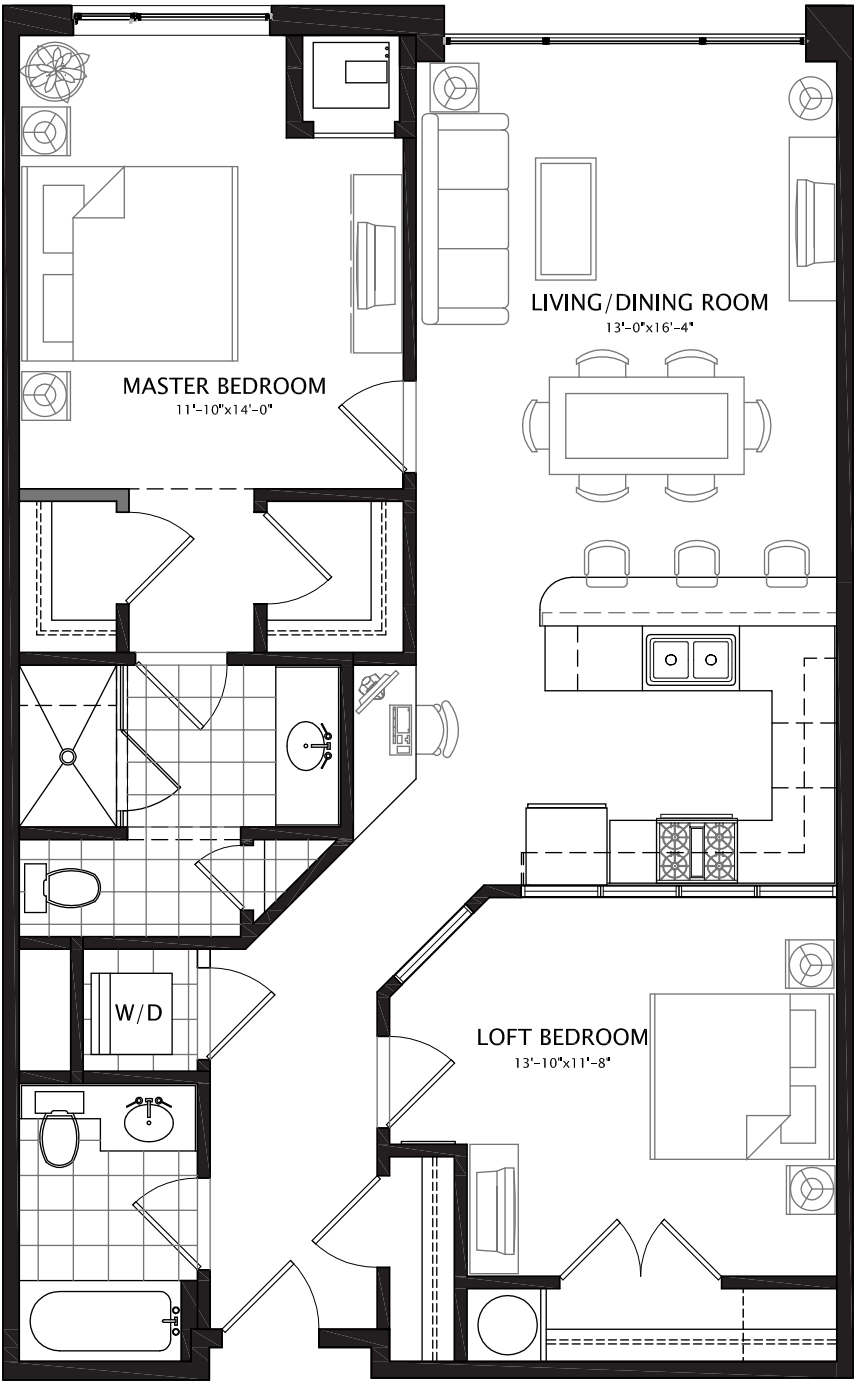 LIVING/DINING ROOM
13'-0"x16'-4"
MASTER BEDROOM
11'-10"x14'-0"
W/D
LOFT BEDROOM
13'-10"x11'-8"